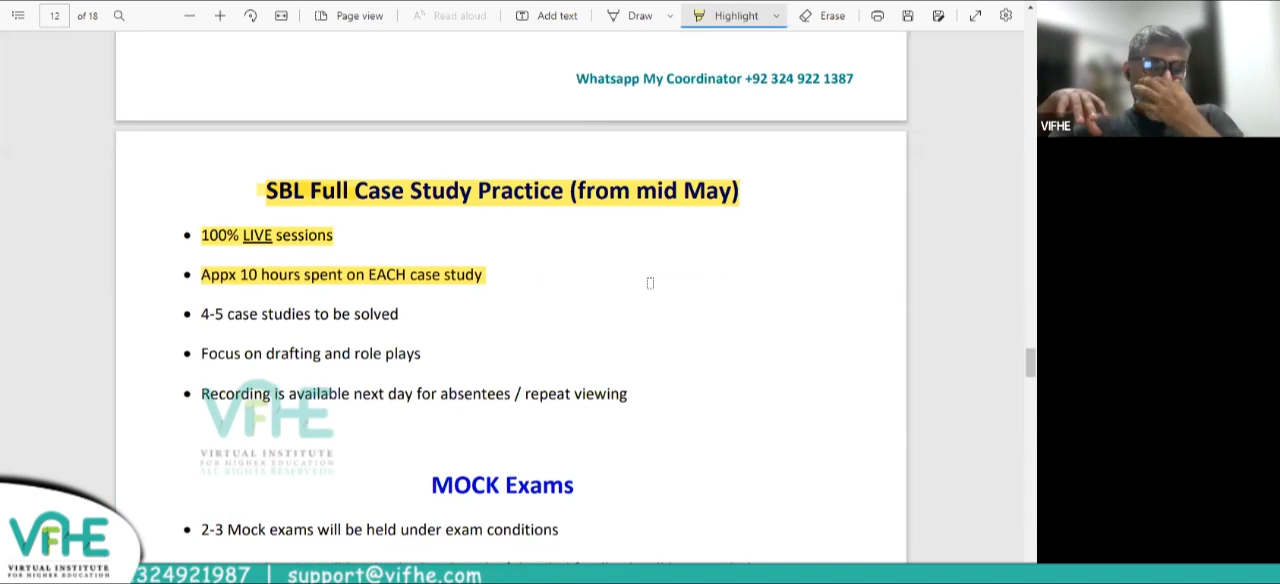 12 of 18
Page view
Read aloud
Add text
Draw
Highlight
Erase
Whatsapp My Coordinator +92 324 922 1387
VIFHE
SBL Full Case Study Practice (from mid May)
• 100% LIVE sessions
• Appx 10 hours spent on EACH case study
• 4-5 case studies to be solved
• Focus on drafting and role plays
• Recording is available next day for absentees / repeat viewing
VIFHE
VIRTUAL INSTITUTE
FOR HIGHER EDUCATION
ALL RIGHTS RESERVED
MOCK Exams
• 2-3 Mock exams will be held under exam conditions
VIFHE
VIRTUAL INSTITUTE
FOR HIGHER EDUCATION
324921987 | support@vifhe.com